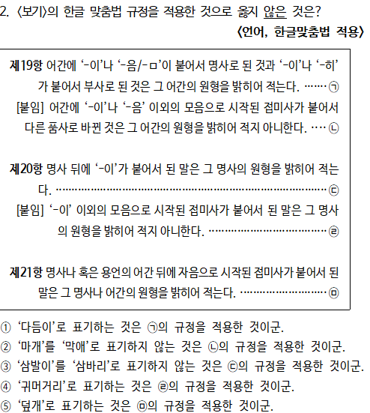 2. <보기>의 한글 맞춤법 규정을 적용한 것으로 옳지 않은 것은?
<언어, 한글맞춤법 적용>
제19항 어간에 ‘-이’나 ‘-음/-ㅁ’이 붙어서 명사로 된 것과 ‘-이’나 ‘-히’
가 붙어서 부사로 된 것은 그 어간의 원형을 밝히어 적는다. ······· ㉠
[붙임] 어간에 ‘-이’나 ‘-음’ 이외의 모음으로 시작된 접미사가 붙어서
다른 품사로 바뀐 것은 그 어간의 원형을 밝히어 적지 아니한다. ···· ㉡
제20항 명사 뒤에 ‘-이’가 붙어서 된 말은 그 명사의 원형을 밝히어 적는
다. ···················································································· ㉢
[붙임] ‘-이’ 이외의 모음으로 시작된 접미사가 붙어서 된 말은 그 명사
의 원형을 밝히어 적지 아니한다. ···································· ㉣
제21항 명사나 혹은 용언의 어간 뒤에 자음으로 시작된 접미사가 붙어서 된
말은 그 명사나 어간의 원형을 밝히어 적는다. ··························· ㉤
① ‘다듬이’로 표기하는 것은 ㉠의 규정을 적용한 것이군.
② ‘마개’를 ‘막애’로 표기하지 않는 것은 ㉡의 규정을 적용한 것이군.
③ ‘삼발이’를 ‘삼바리’로 표기하지 않는 것은 ㉢의 규정을 적용한 것이군.
④ ‘귀머거리’로 표기하는 것은 ㉣의 규정을 적용한 것이군.
⑤ ‘덮개’로 표기하는 것은 ㉤의 규정을 적용한 것이군.